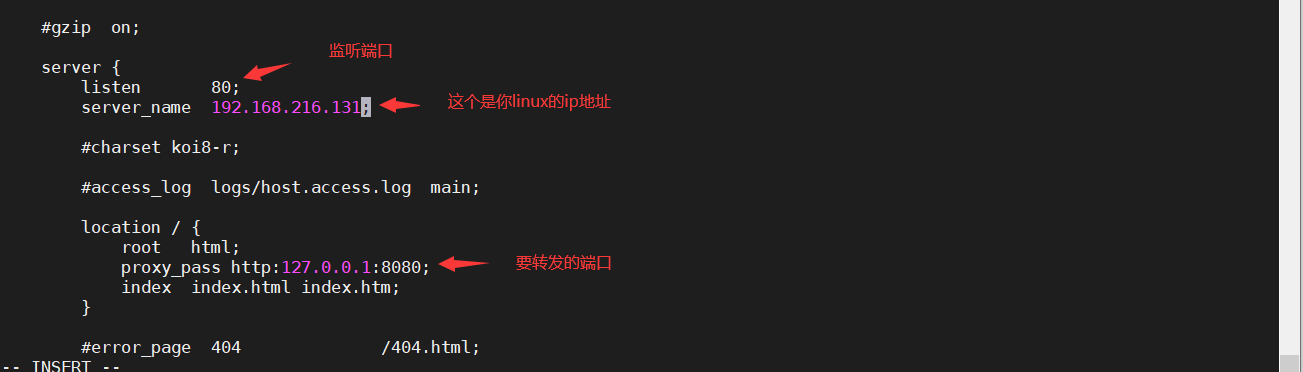 #gzip  on;
监听端口
server {
listen       80;
server_name  192.168.216.131;
这个是你linux的ip地址
#charset koi8-r;
#access_log  logs/host.access.log  main;
location / {
root   html;
proxy_pass http:127.0.0.1:8080;
要转发的端口
index  index.html index.htm;
}
#error_page  404              /404.html;
-- INSERT --